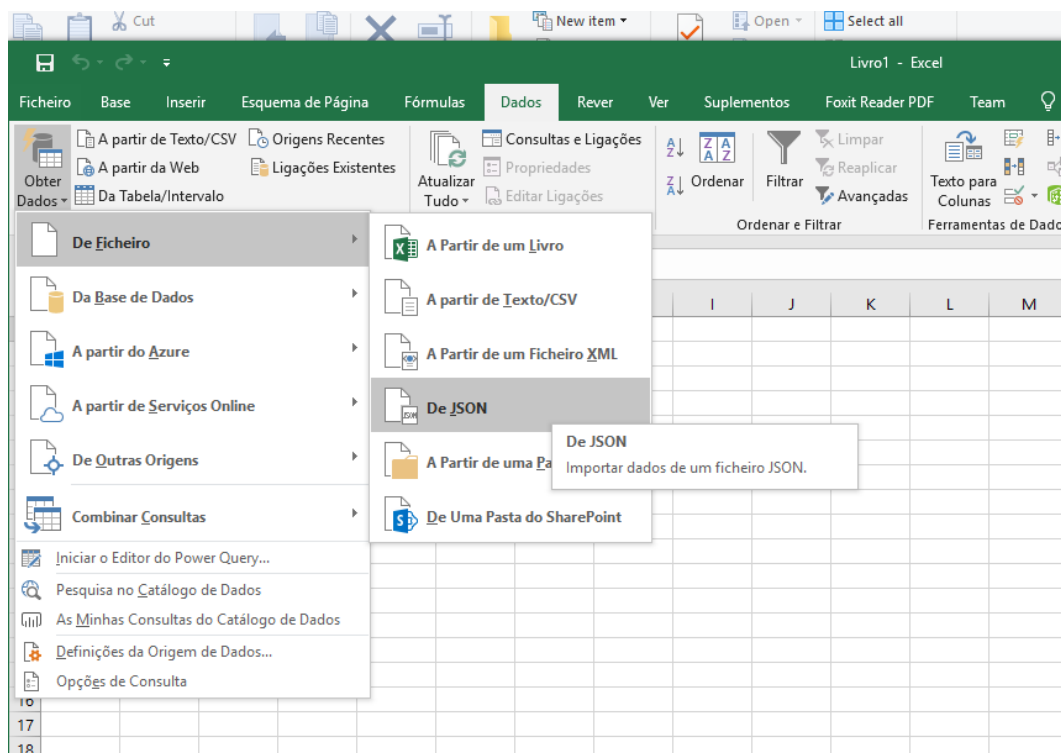 Cut
New item
Open
Select all
Livro1 - Excel
Ficheiro Base Inserir Esquema de Página Fórmulas Dados Rever Ver Suplementos Foxit Reader PDF Team
Obter Dados
A partir de Texto/CSV
A partir da Web
Da Tabela/Intervalo
Origens Recentes
Ligações Existentes
Atualizar Tudo
Consultas e Ligações
Propriedades
Editar Ligações
Ordenar
Filtrar
Limpar
Reaplicar
Avançadas
Ordenar e Filtrar
Texto para Colunas
Ferramentas de Dado
De Ficheiro
Da Base de Dados
A partir do Azure
A partir de Serviços Online
De Outras Origens
Combinar Consultas
Iniciar o Editor do Power Query...
Pesquisa no Catálogo de Dados
As Minhas Consultas do Catálogo de Dados
Definições da Origem de Dados...
Opções de Consulta
A Partir de um Livro
A partir de Texto/CSV
A Partir de um Ficheiro XML
De JSON
A Partir de uma Pa
De Uma Pasta do SharePoint
De JSON
Importar dados de um ficheiro JSON.
I J K L M
16
17
18